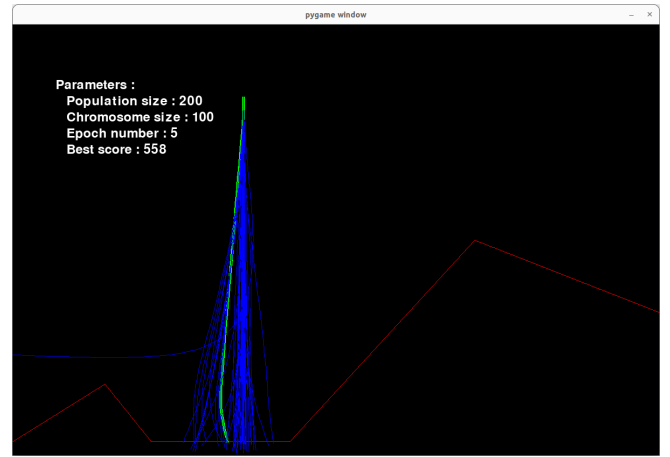 pygame window
Parameters :
Population size : 200
Chromosome size : 100
Epoch number : 5
Best score : 558